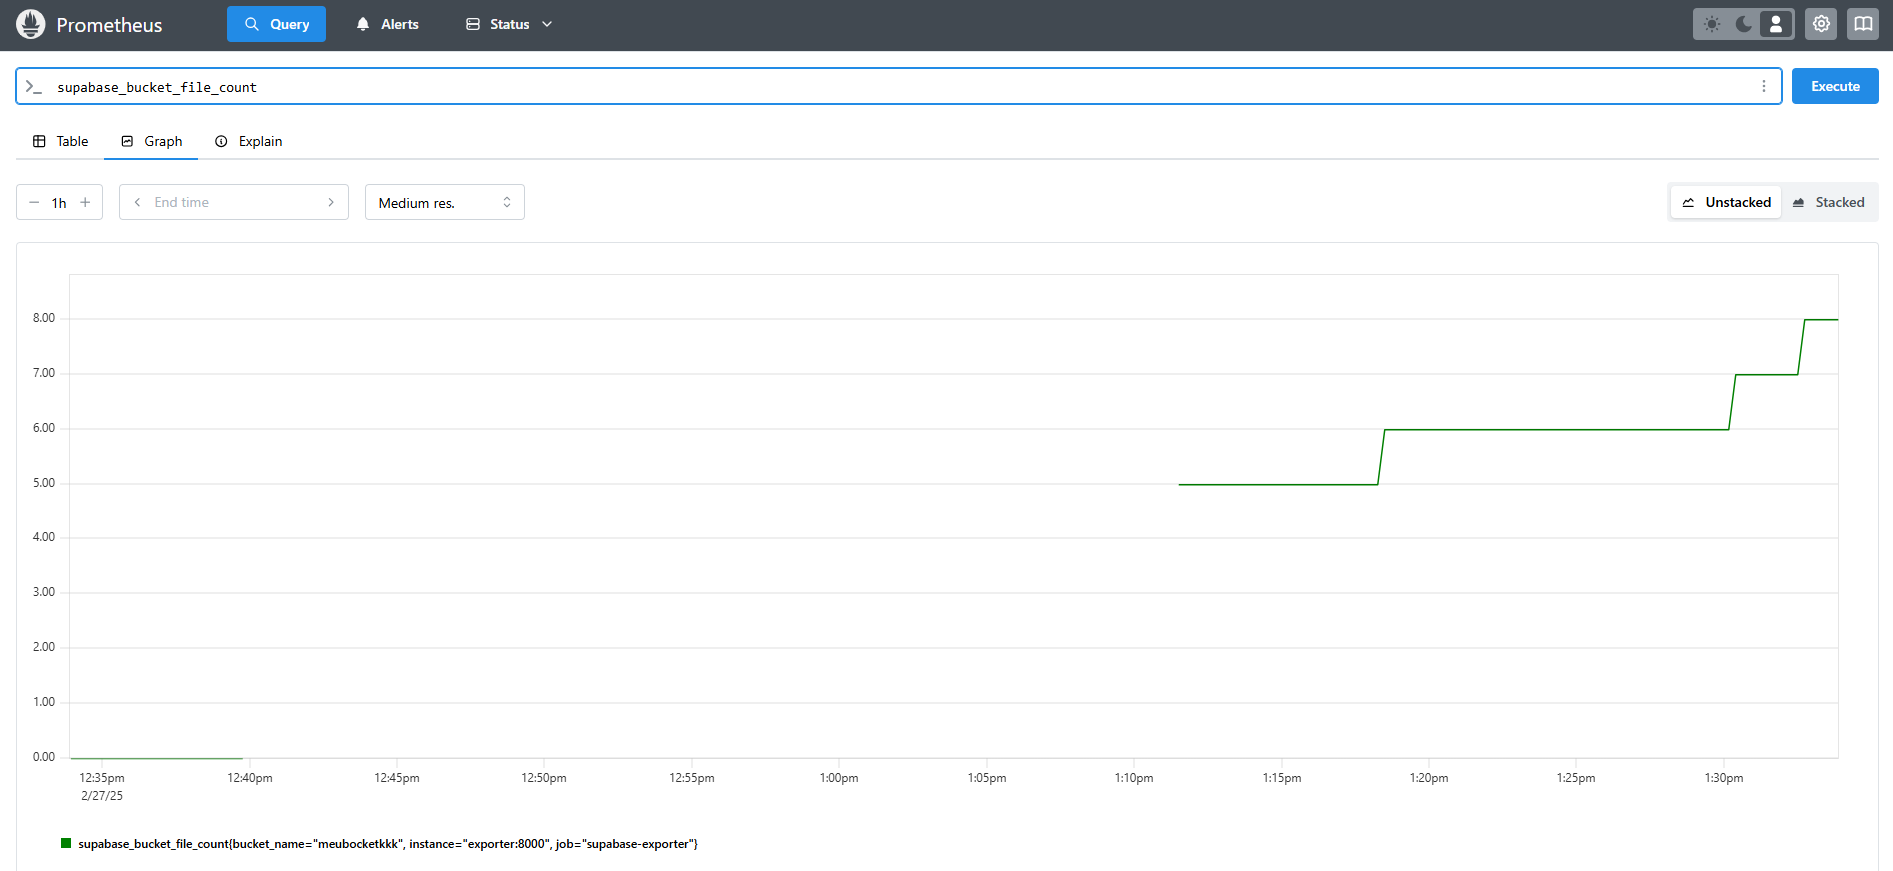 Prometheus Query Alerts Status
supabase_bucket_file_count Execute
Table Graph Explain
1h End time Medium res. Unstacked Stacked
8.00
7.00
6.00
5.00
4.00
3.00
2.00
1.00
0.00
12:35pm 12:40pm 12:45pm 12:50pm 12:55pm 1:00pm 1:05pm 1:10pm 1:15pm 1:20pm 1:25pm 1:30pm
2/27/25
supabase_bucket_file_count{bucket_name="meubocketkkk", instance="exporter:8000", job="supabase-exporter"}